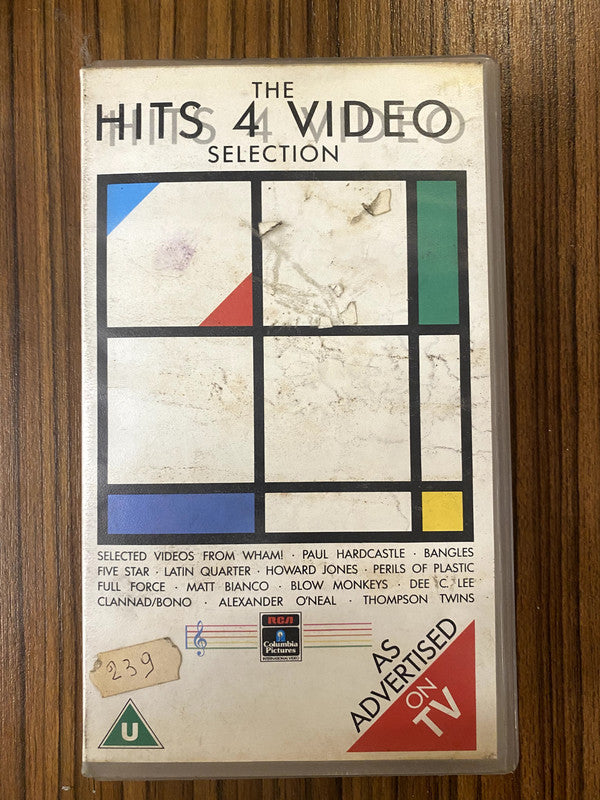 THE
HITS 4 VIDEO
SELECTION
SELECTED VIDEOS FROM WHAM! · PAUL HARDCASTLE · BANGLES
FIVE STAR · LATIN QUARTER · HOWARD JONES · PERILS OF PLASTIC
FULL FORCE · MATT BIANCO · BLOW MONKEYS · DEE C. LEE
CLANNAD/BONO · ALEXANDER O'NEAL · THOMPSON TWINS
RCA
Columbia
Pictures
INTERNATIONAL VIDEO
239
U
AS
ADVERTISED
ON
TV